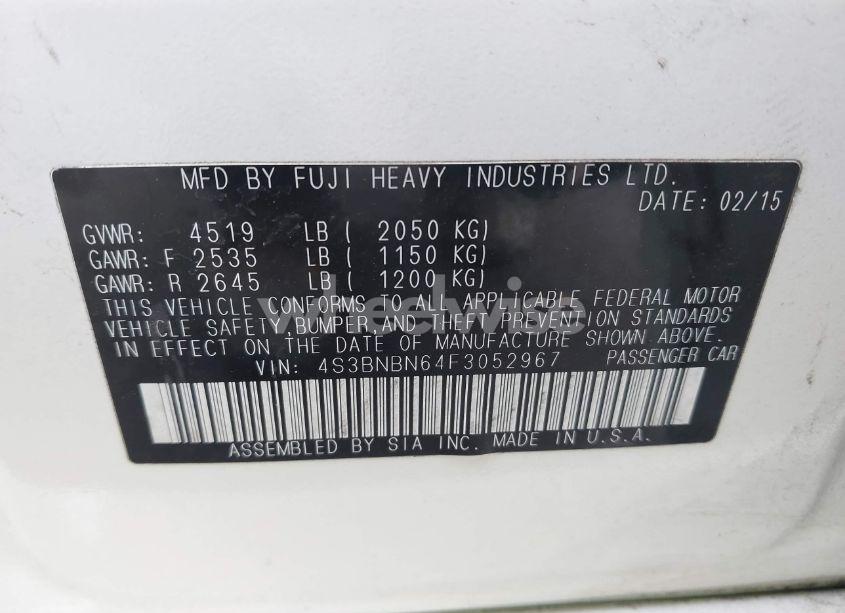 MFD BY FUJI HEAVY INDUSTRIES LTD.
DATE: 02/15
GVWR: 4519 LB ( 2050 KG)
GAWR: F 2535 LB ( 1150 KG)
GAWR: R 2645 LB ( 1200 KG)
THIS VEHICLE CONFORMS TO ALL APPLICABLE FEDERAL MOTOR
VEHICLE SAFETY, BUMPER, AND THEFT PREVENTION STANDARDS
IN EFFECT ON THE DATE OF MANUFACTURE SHOWN ABOVE.
VIN: 4S3BNBN64F3052967 PASSENGER CAR
ASSEMBLED BY SIA INC. MADE IN U.S.A.
wheelwise